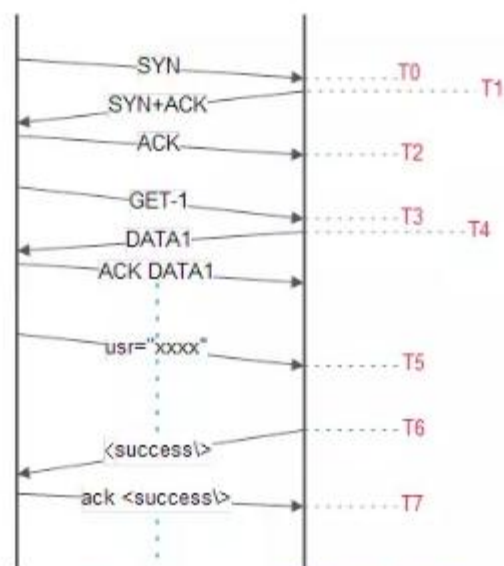 SYN
T0
T1
SYN+ACK
ACK
T2
GET-1
T3
T4
DATA1
ACK DATA1
usr="xxxx"
T5
T6
<success\>
ack <success\>
T7